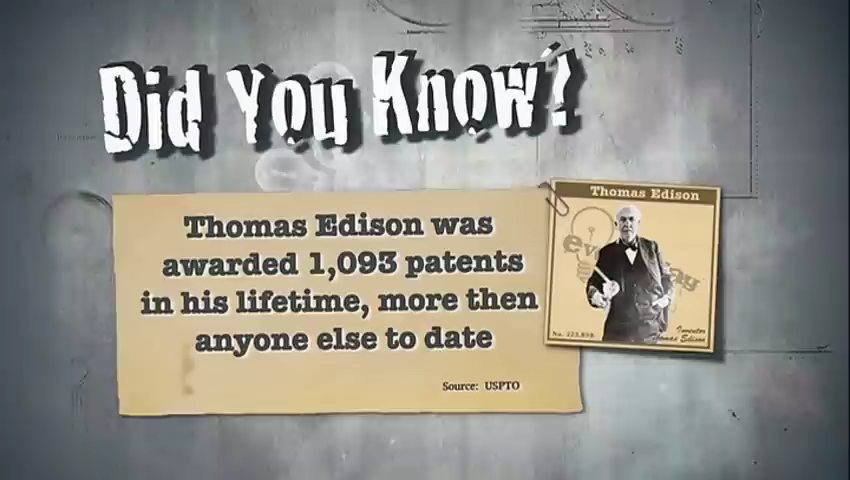 Did You Know?
Thomas Edison was
awarded 1,093 patents
in his lifetime, more then
anyone else to date
Source: USPTO
Thomas Edison
No. 223,898
Inventor
Thomas Edison